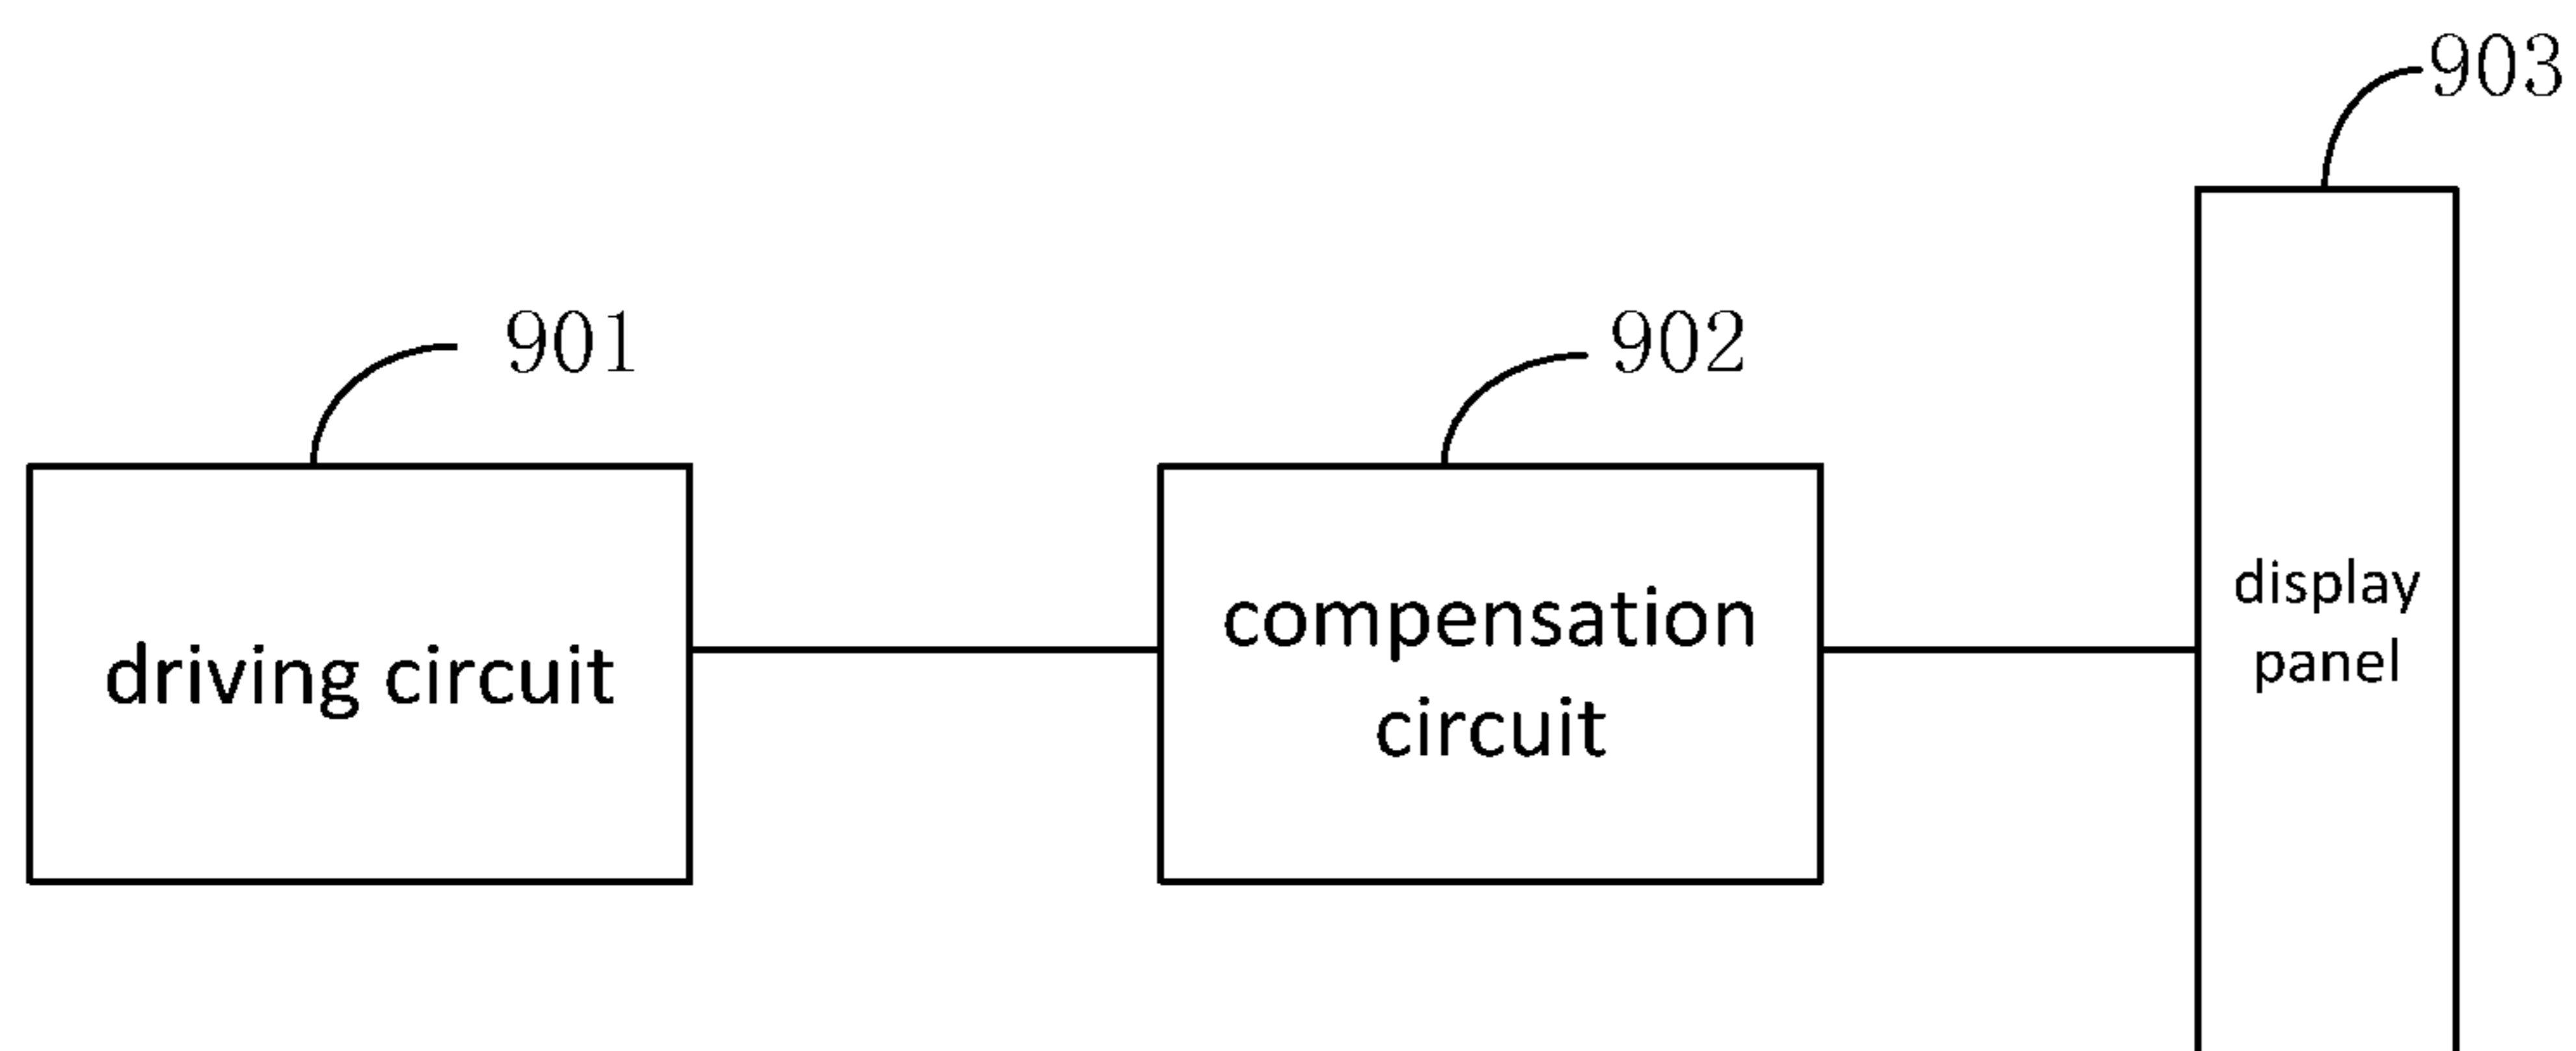 903
901
902
driving circuit
compensation
circuit
display
panel